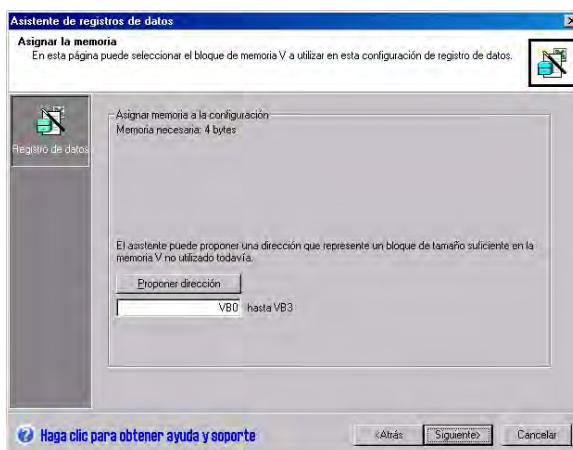 Asistente de registros de datos
Asignar la memoria
En esta página puede seleccionar el bloque de memoria V a utilizar en esta configuración de registro de datos.
Registro de datos
Asignar memoria a la configuración
Memoria necesaria: 4 bytes
El asistente puede proponer una dirección que represente un bloque de tamaño suficiente en la
memoria V no utilizado todavía.
Proponer dirección
VB0 hasta VB3
Haga clic para obtener ayuda y soporte
<Atrás Siguiente> Cancelar